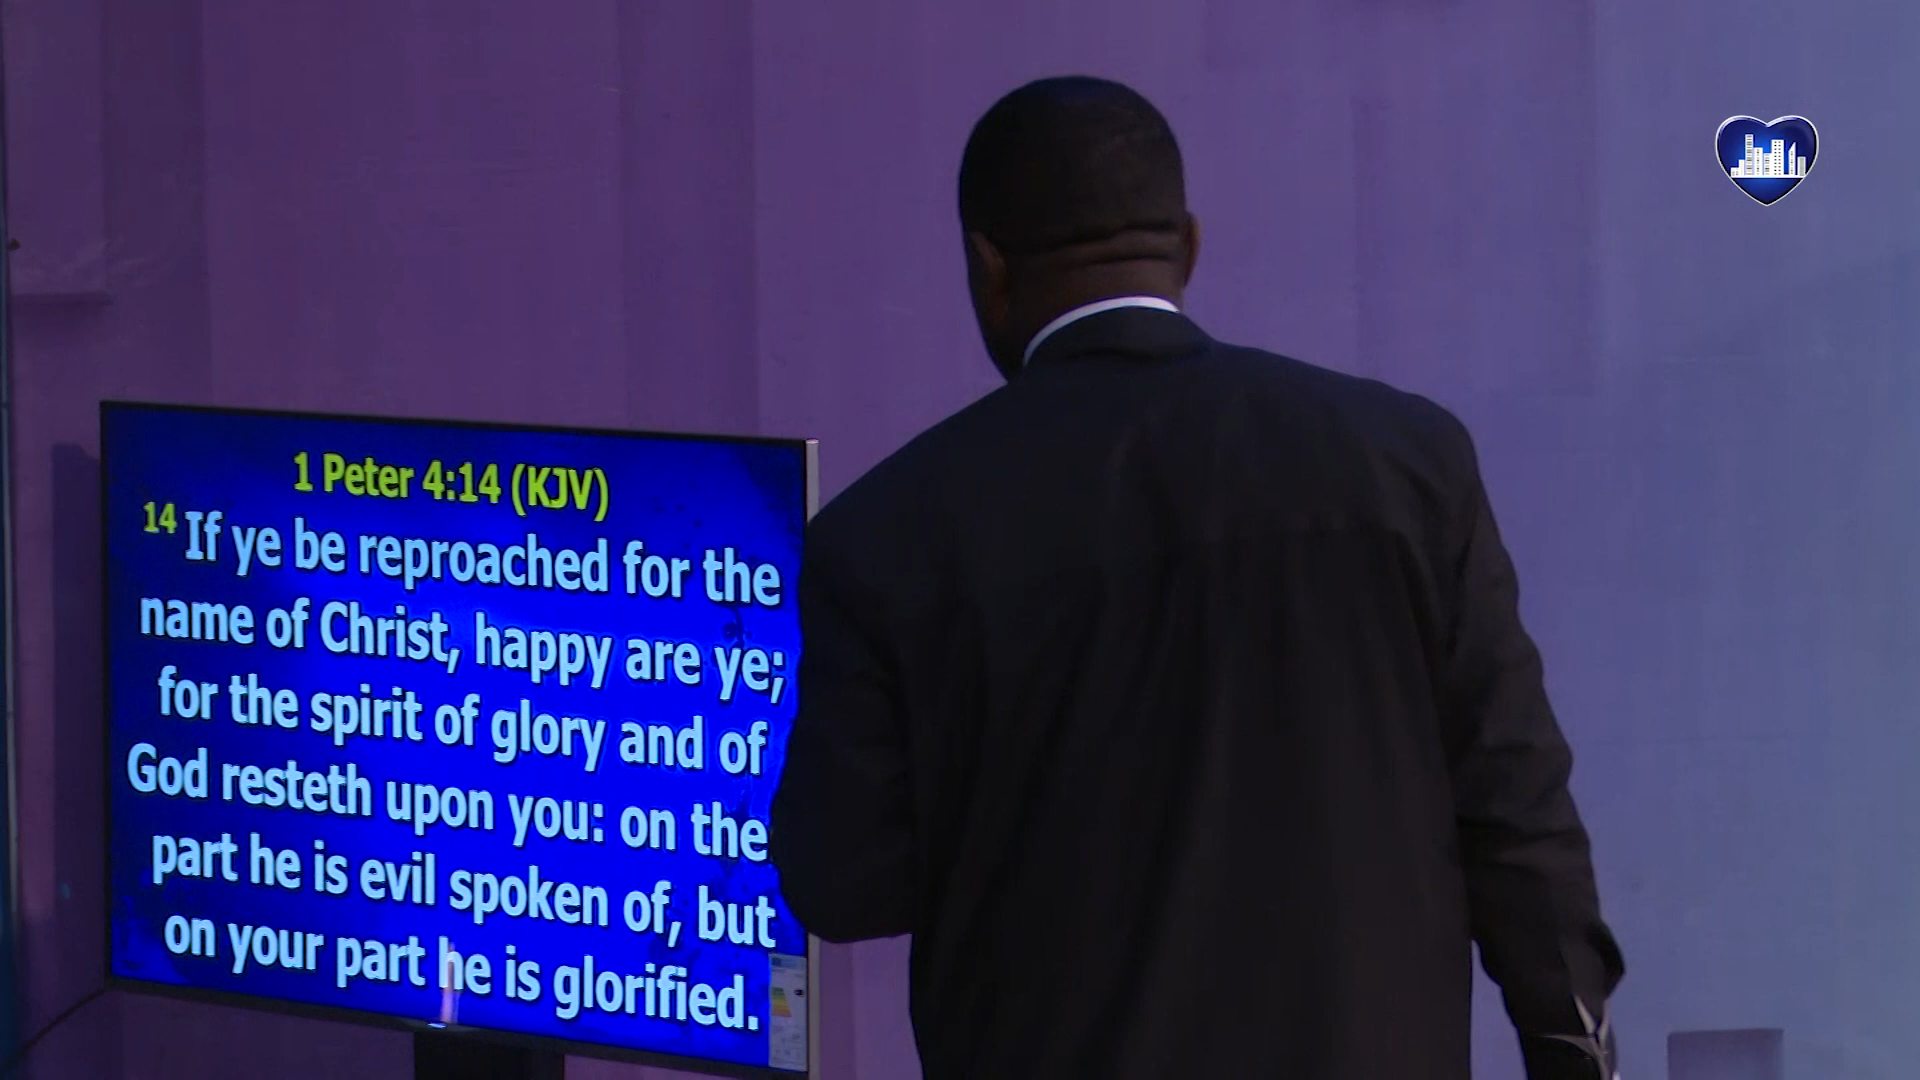 1 Peter 4:14 (KJV)
14 If ye be reproached for the
name of Christ, happy are ye;
for the spirit of glory and of
God resteth upon you: on the
part he is evil spoken of, but
on your part he is glorified.